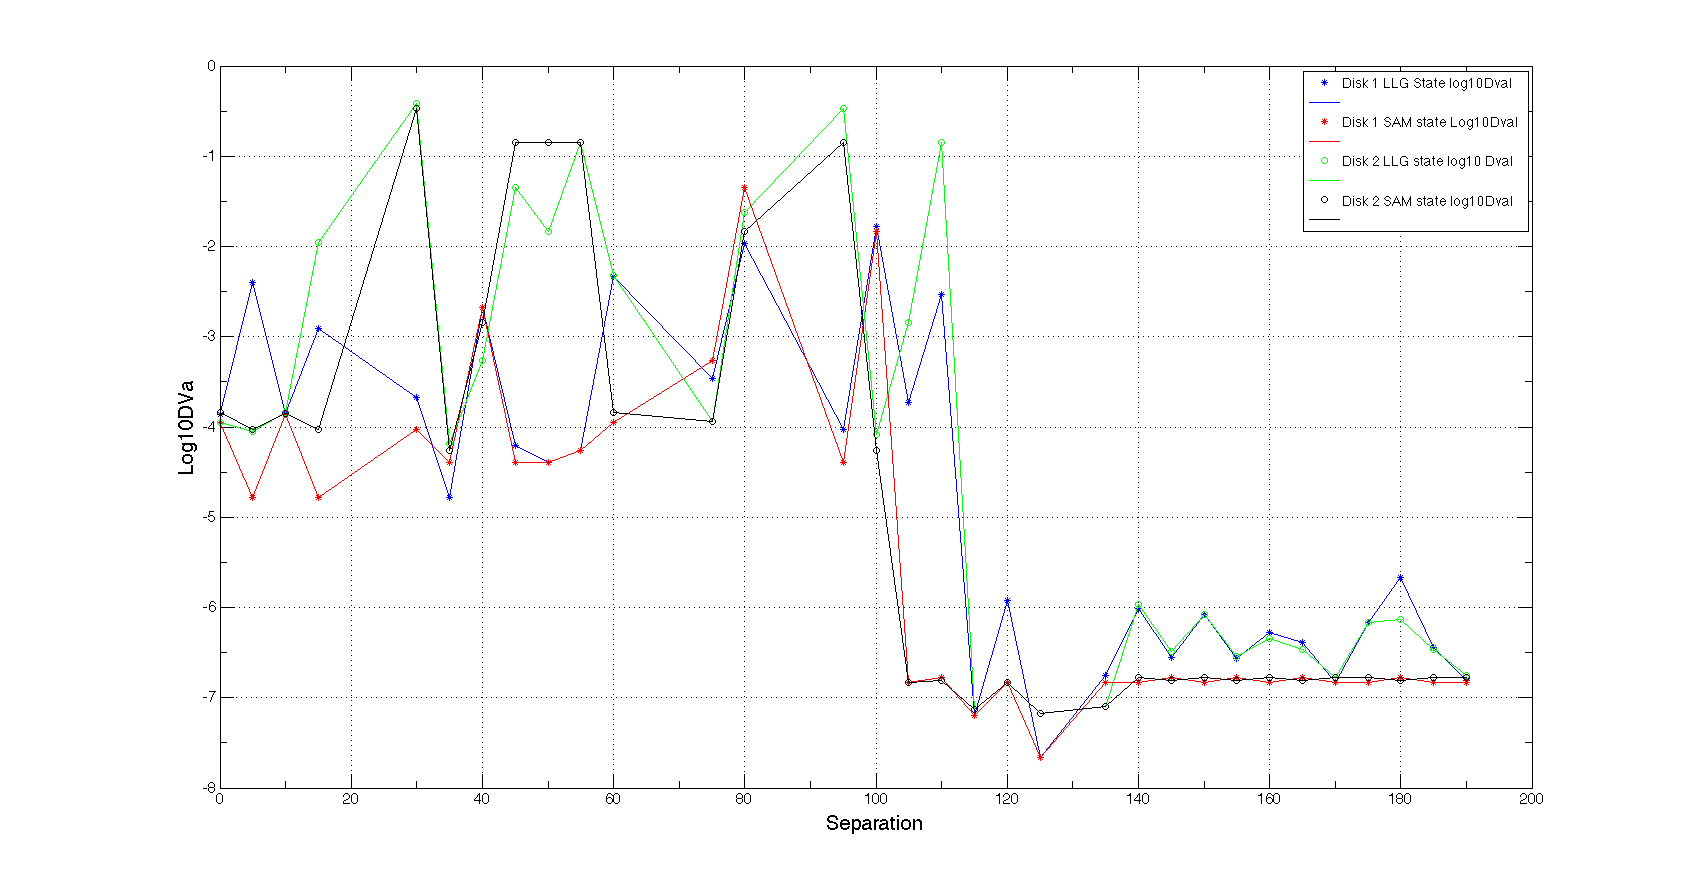 0
-1
-2
-3
-4
-5
-6
-7
-8
Log10DVa
0 20 40 60 80 100 120 140 160 180 200
Separation
Disk 1 LLG State log10Dval
Disk 1 SAM state Log10Dval
Disk 2 LLG state log10 Dval
Disk 2 SAM state log10Dval